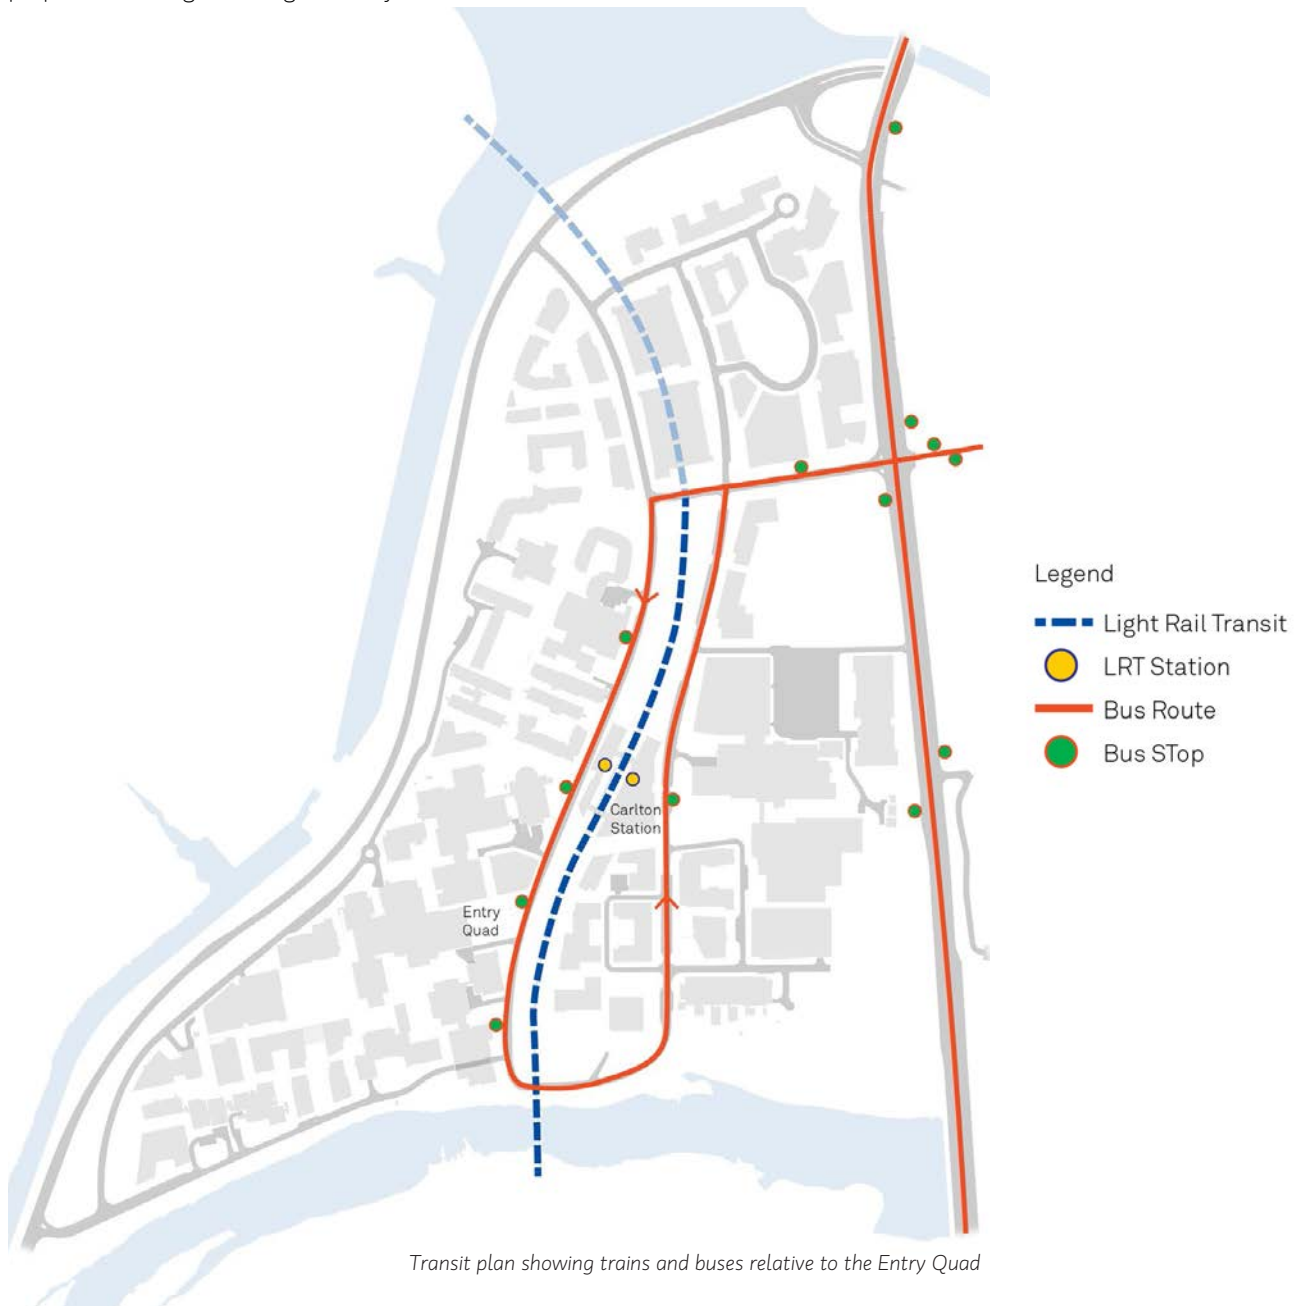 Carlton
Station
Entry
Quad
Legend
Light Rail Transit
LRT Station
Bus Route
Bus STop
Transit plan showing trains and buses relative to the Entry Quad